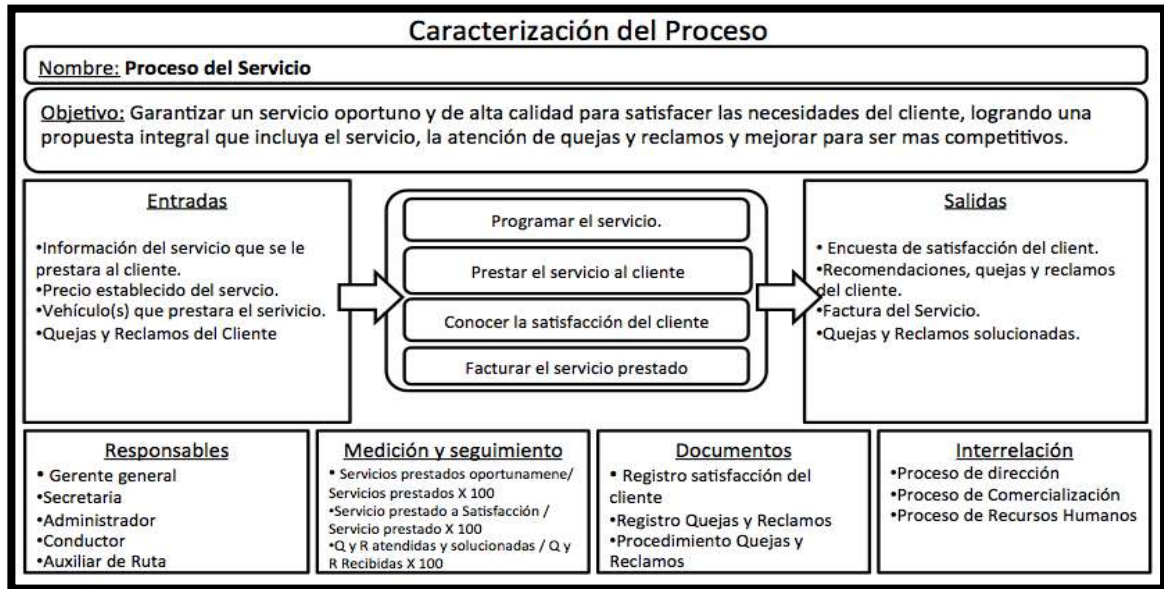 Caracterización del Proceso
Nombre: Proceso del Servicio
Objetivo: Garantizar un servicio oportuno y de alta calidad para satisfacer las necesidades del cliente, logrando una
propuesta integral que incluya el servicio, la atención de quejas y reclamos y mejorar para ser mas competitivos.
Entradas
•Información del servicio que se le
prestara al cliente.
•Precio establecido del servcio.
•Vehículo(s) que prestara el serivicio.
•Quejas y Reclamos del Cliente
Programar el servicio.
Prestar el servicio al cliente
Conocer la satisfacción del cliente
Facturar el servicio prestado
Salidas
• Encuesta de satisfacción del client.
•Recomendaciones, quejas y reclamos
del cliente.
•Factura del Servicio.
•Quejas y Reclamos solucionadas.
Responsables
• Gerente general
•Secretaria
•Administrador
•Conductor
•Auxiliar de Ruta
Medición y seguimiento
• Servicios prestados oportunamene/
Servicios prestados X 100
•Servicio prestado a Satisfacción /
Servicio prestado X 100
•Q y R atendidas y solucionadas / Q y
R Recibidas X 100
Documentos
• Registro satisfacción del
cliente
•Registro Quejas y Reclamos
•Procedimiento Quejas y
Reclamos
Interrelación
•Proceso de dirección
•Proceso de Comercialización
•Proceso de Recursos Humanos